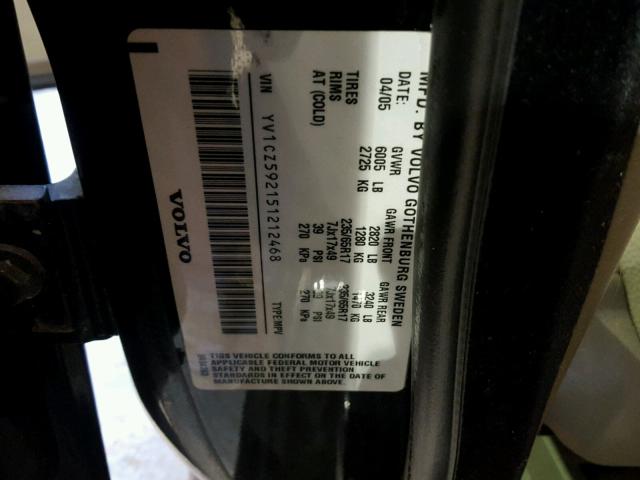 MFD. BY VOLVO GOTHENBURG SWEDEN
DATE: GVWR GAWR FRONT GAWR REAR
04/05 6005 LB 2820 LB 3240 LB
2725 KG 1280 KG 1470 KG
TIRES 235/65R17 235/65R17
RIMS 7Jx17x49 7Jx17x49
AT (COLD) 39 PSI 39 PSI
270 KPa 270 KPa
VIN YV1CZ592151212468 TYPE:MPV
VOLVO
THIS VEHICLE CONFORMS TO ALL
APPLICABLE FEDERAL MOTOR VEHICLE
SAFETY AND THEFT PREVENTION
STANDARDS IN EFFECT ON THE DATE OF
MANUFACTURE SHOWN ABOVE.